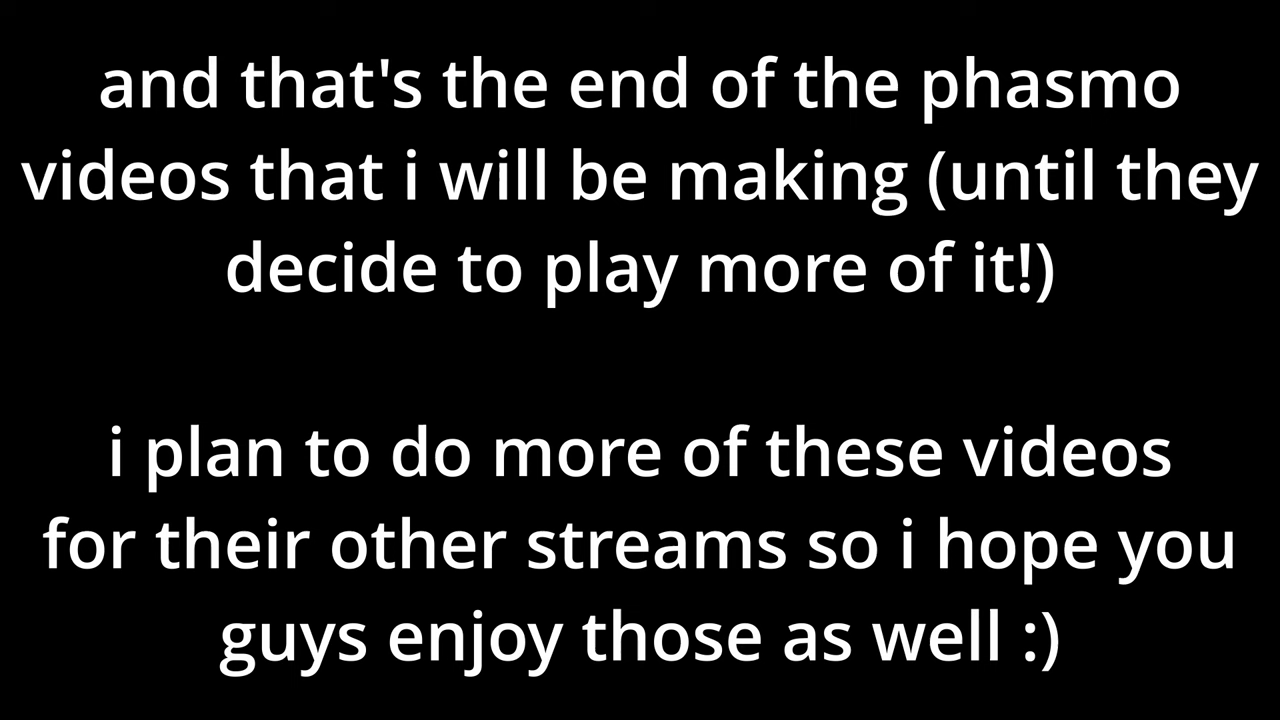 and that's the end of the phasmo
videos that i will be making (until they
decide to play more of it!)
i plan to do more of these videos
for their other streams so i hope you
guys enjoy those as well :)